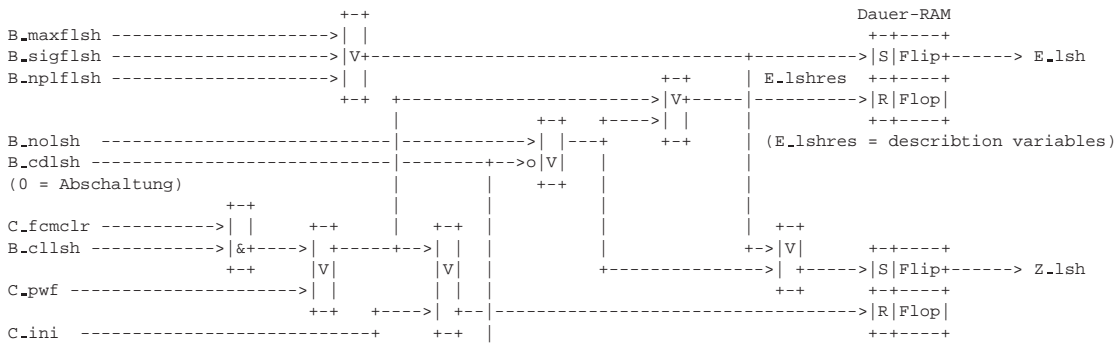 Dauer-RAM
B_maxflsh
B_sigflsh V S Flip E_lsh
B_nplflsh E_lshres
V R Flop
B_nolsh (E_lshres = describtion variables)
B_cdlsh o V
(0 = Abschaltung)
C_fcmclr
B_cllsh & V
V V S Flip Z_lsh
C_pwf
R Flop
C_ini